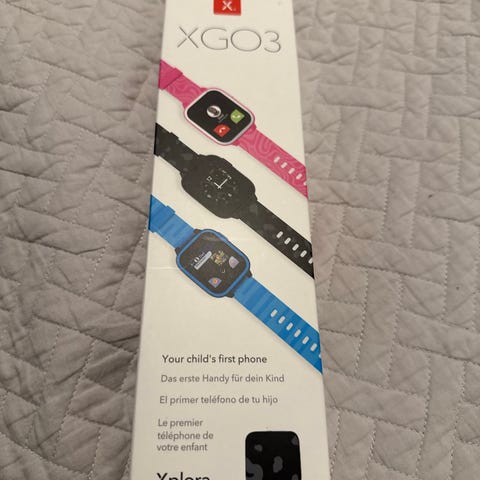 X
XGO3
Your child's first phone
Das erste Handy für dein Kind
El primer teléfono de tu hijo
Le premier
téléphone de
votre enfant
Xplora